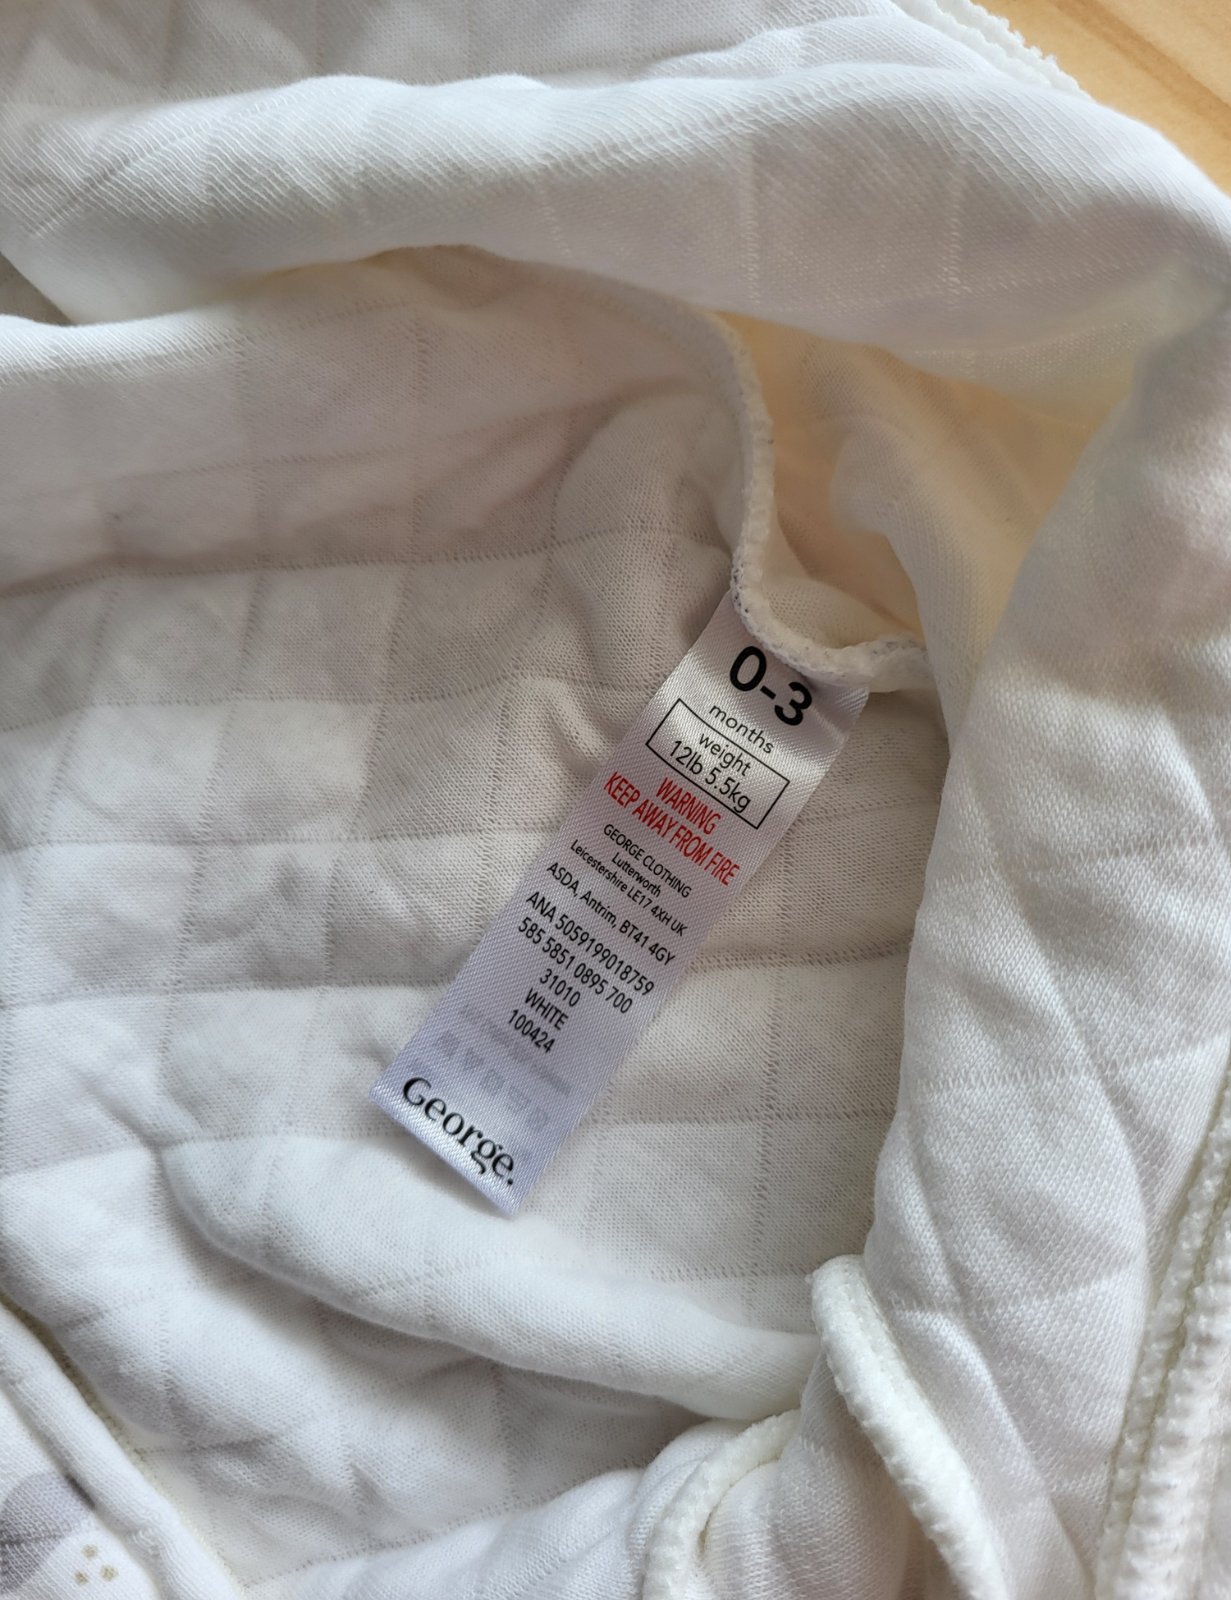 0-3
months
weight
12lb 5.5kg
WARNING
KEEP AWAY FROM FIRE
GEORGE CLOTHING
Lutterworth
Leicestershire LE17 4XH UK
ASDA, Antrim, BT41 4GY
ANA 5059199018759
585 5851 0895 700
31010
WHITE
100424
George.